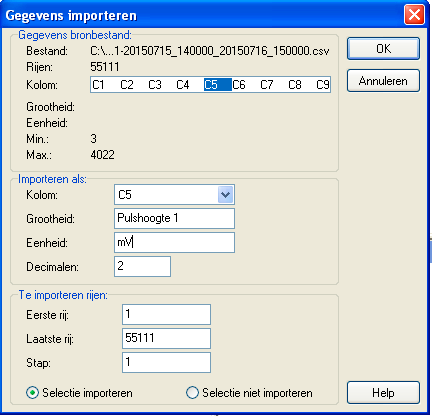 Gegevens importeren
Gegevens bronbestand:
Bestand: C:\...1-20150715_140000_20150716_150000.csv
Rijen: 55111
Kolom: C1 C2 C3 C4 C5 C6 C7 C8 C9
Grootheid:
Eenheid:
Min.: 3
Max.: 4022
OK
Annuleren
Importeren als:
Kolom: C5
Grootheid: Pulshoogte 1
Eenheid: mV
Decimalen: 2
Te importeren rijen:
Eerste rij: 1
Laatste rij: 55111
Stap: 1
Selectie importeren Selectie niet importeren
Help